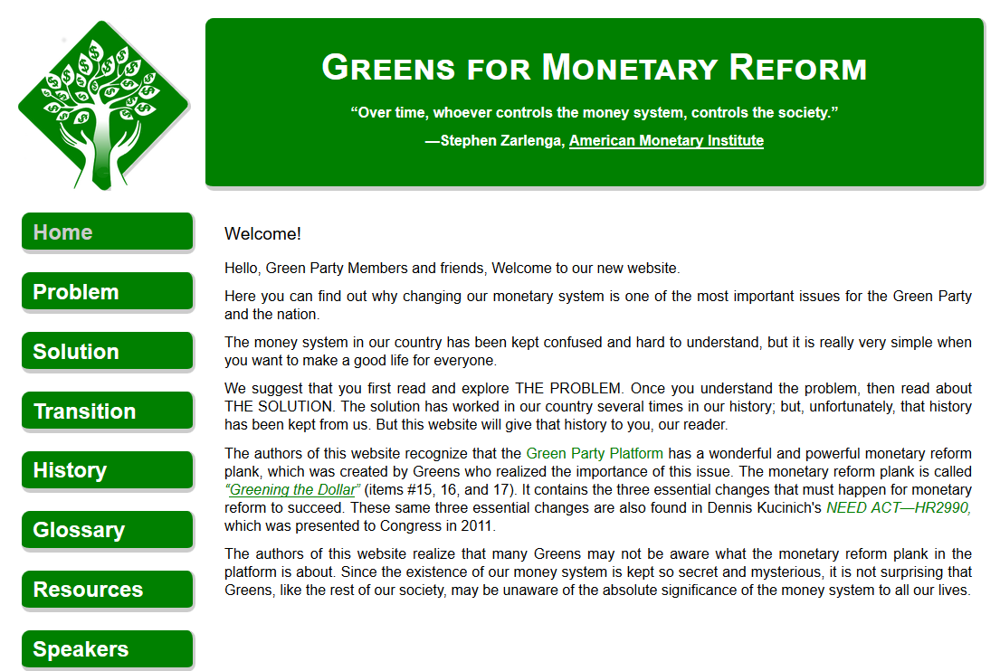 GREENS FOR MONETARY REFORM
“Over time, whoever controls the money system, controls the society.”
—Stephen Zarlenga, American Monetary Institute
Home
Problem
Solution
Transition
History
Glossary
Resources
Speakers
Welcome!
Hello, Green Party Members and friends, Welcome to our new website.
Here you can find out why changing our monetary system is one of the most important issues for the Green Party
and the nation.
The money system in our country has been kept confused and hard to understand, but it is really very simple when
you want to make a good life for everyone.
We suggest that you first read and explore THE PROBLEM. Once you understand the problem, then read about
THE SOLUTION. The solution has worked in our country several times in our history; but, unfortunately, that history
has been kept from us. But this website will give that history to you, our reader.
The authors of this website recognize that the Green Party Platform has a wonderful and powerful monetary reform
plank, which was created by Greens who realized the importance of this issue. The monetary reform plank is called
“Greening the Dollar” (items #15, 16, and 17). It contains the three essential changes that must happen for monetary
reform to succeed. These same three essential changes are also found in Dennis Kucinich's NEED ACT—HR2990,
which was presented to Congress in 2011.
The authors of this website realize that many Greens may not be aware what the monetary reform plank in the
platform is about. Since the existence of our money system is kept so secret and mysterious, it is not surprising that
Greens, like the rest of our society, may be unaware of the absolute significance of the money system to all our lives.